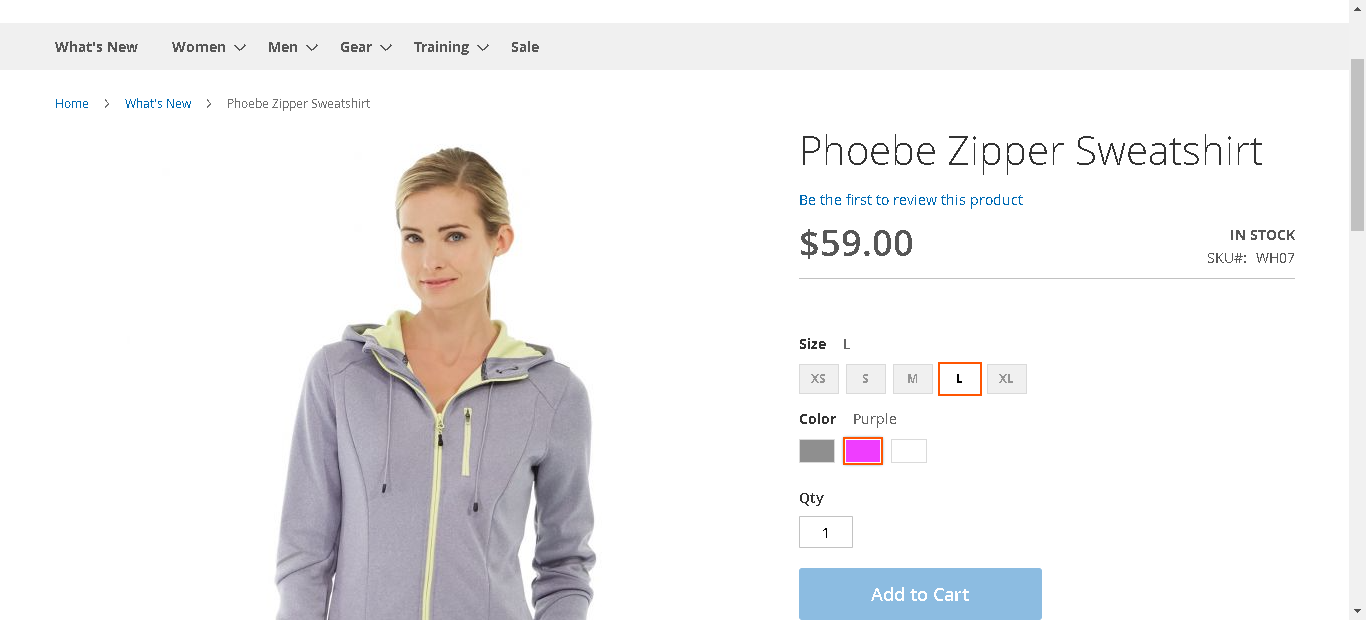 What's New Women Men Gear Training Sale
Home > What's New > Phoebe Zipper Sweatshirt
Phoebe Zipper Sweatshirt
Be the first to review this product
$59.00
IN STOCK
SKU#: WH07
Size L
XS S M L XL
Color Purple
Qty
1
Add to Cart